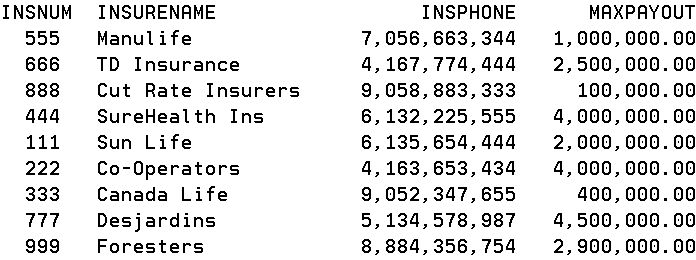 INSNUM INSURENAME INSPHONE MAXPAYOUT
555 Manulife 7,056,663,344 1,000,000.00
666 TD Insurance 4,167,774,444 2,500,000.00
888 Cut Rate Insurers 9,058,883,333 100,000.00
444 SureHealth Ins 6,132,225,555 4,000,000.00
111 Sun Life 6,135,654,444 2,000,000.00
222 Co-Operators 4,163,653,434 4,000,000.00
333 Canada Life 9,052,347,655 400,000.00
777 Desjardins 5,134,578,987 4,500,000.00
999 Foresters 8,884,356,754 2,900,000.00